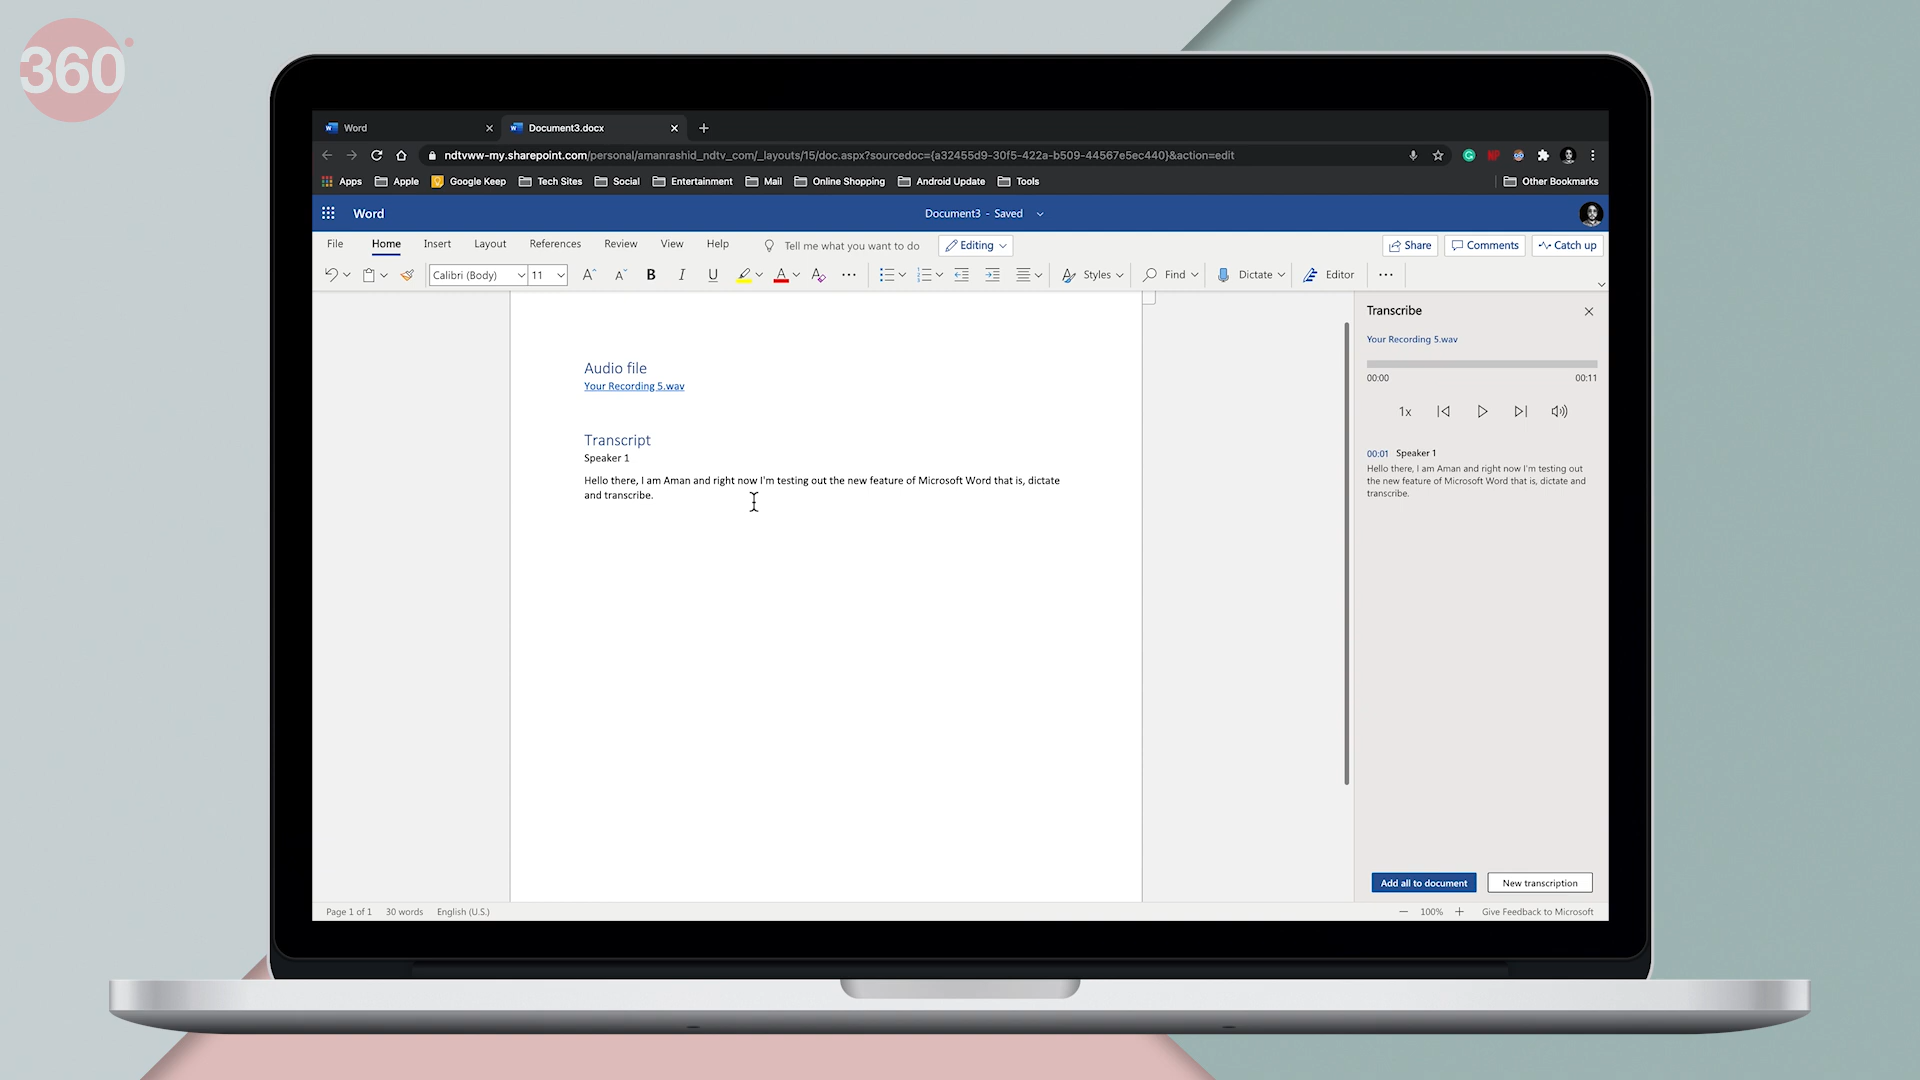 360°
Word
Document3.docx
ndtvww-my.sharepoint.com/personal/amanrashid_ndtv_com/_layouts/15/doc.aspx?sourcedoc={a32455d9-30f5-422a-b509-44567e5ec440}&action=edit
Apps Apple Google Keep Tech Sites Social Entertainment Mail Online Shopping Android Update Tools Other Bookmarks
Word Document3 - Saved
File Home Insert Layout References Review View Help Tell me what you want to do Editing Share Comments Catch up
Calibri (Body) 11 A A B I U A A Styles Find Dictate Editor
Audio file
Your Recording 5.wav
Transcript
Speaker 1
Hello there, I am Aman and right now I'm testing out the new feature of Microsoft Word that is, dictate
and transcribe.
Transcribe
Your Recording 5.wav
00:00 00:11
1x
00:01 Speaker 1
Hello there, I am Aman and right now I'm testing out
the new feature of Microsoft Word that is, dictate and
transcribe.
Add all to document New transcription
Page 1 of 1 30 words English (U.S.) 100% Give Feedback to Microsoft